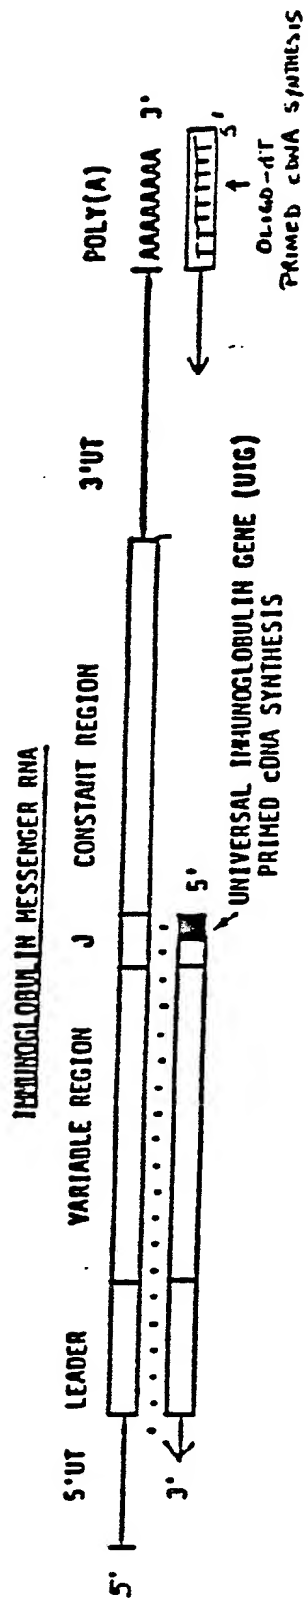 IMMUNOGLOBULIN MESSENGER RNA
5'UT LEADER VARIABLE REGION J CONSTANT REGION 3'UT POLY(A)
5' AAAAAAAA 3'
3' 5' TTTTTTT 5'
UNIVERSAL IMMUNOGLOBULIN GENE (UIG)
PRIMED cDNA SYNTHESIS
OLIGO-dT
PRIMED cDNA SYNTHESIS